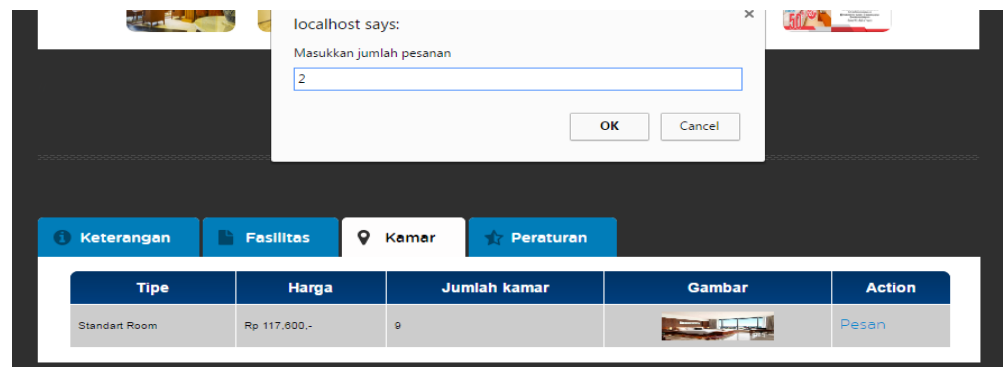 localhost says:
Masukkan jumlah pesanan
2
OK Cancel
Keterangan Fasilitas Kamar Peraturan
Tipe Harga Jumlah kamar Gambar Action
Standart Room Rp 117,600,- 9 Pesan